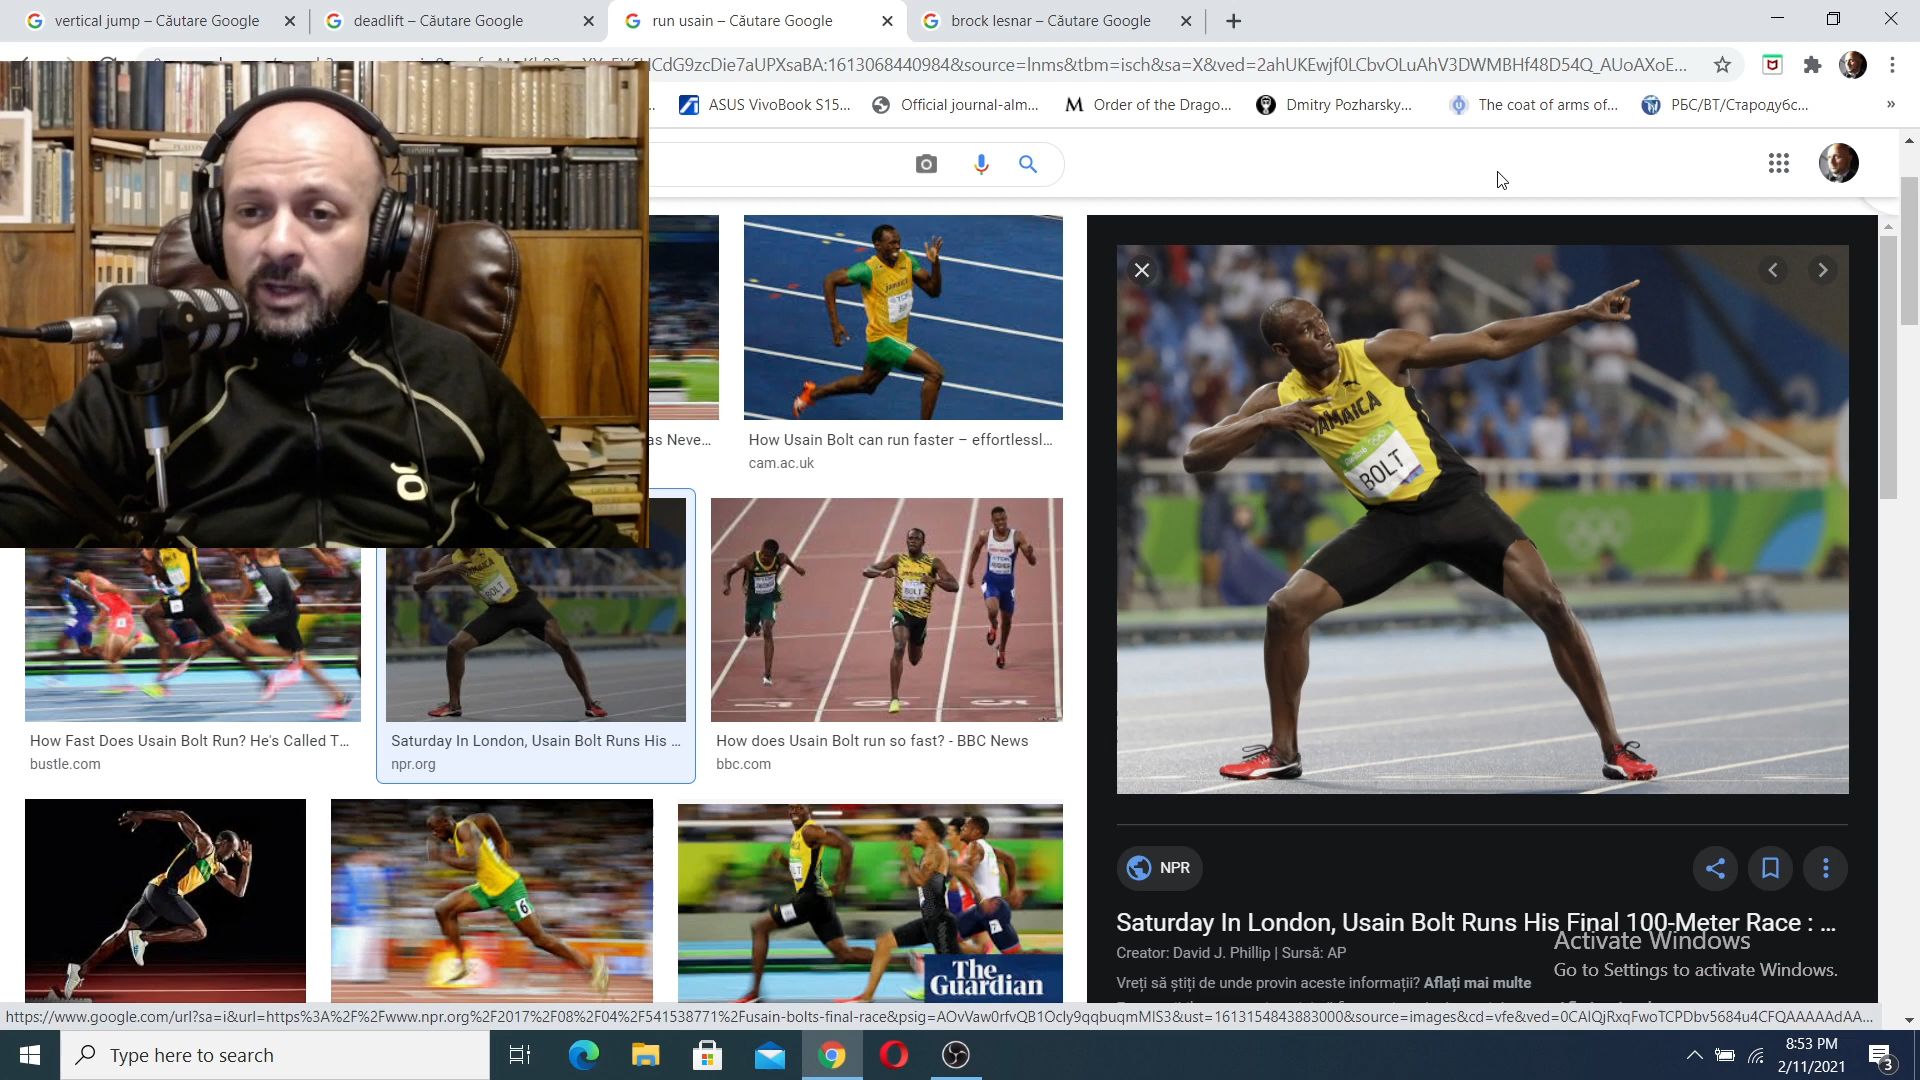 vertical jump – Căutare Google
deadlift – Căutare Google
run usain – Căutare Google
brock lesnar – Căutare Google
CdG9zcDie7aUPXsaBA:1613068440984&source=lnms&tbm=isch&sa=X&ved=2ahUKEwjf0LCbvOLuAhV3DWMBHf48D54Q_AUoAXoE...
ASUS VivoBook S15...
Official journal-alm...
Order of the Drago...
Dmitry Pozharsky...
The coat of arms of...
РЕС/ВТ/Стародубс...
JAMAICA
BOLT
as Neve...
How Usain Bolt can run faster – effortlessl...
cam.ac.uk
How Fast Does Usain Bolt Run? He's Called T...
bustle.com
Saturday In London, Usain Bolt Runs His ...
npr.org
How does Usain Bolt run so fast? - BBC News
bbc.com
6
The
Guardian
NPR
Saturday In London, Usain Bolt Runs His Final 100-Meter Race : ...
Creator: David J. Phillip | Sursă: AP
Vreți să știți de unde provin aceste informații? Aflați mai multe
Activate Windows
Go to Settings to activate Windows.
https://www.google.com/url?sa=i&url=https%3A%2F%2Fwww.npr.org%2F2017%2F08%2F04%2F541538771%2Fusain-bolts-final-race&psig=AOvVaw0rfvQB1Ocly9qqbuqmMIS3&ust=1613154843883000&source=images&cd=vfe&ved=0CAIQjRxqFwoTCPDbv5684u4CFQAAAAAdAA...
Type here to search
8:53 PM
2/11/2021
3